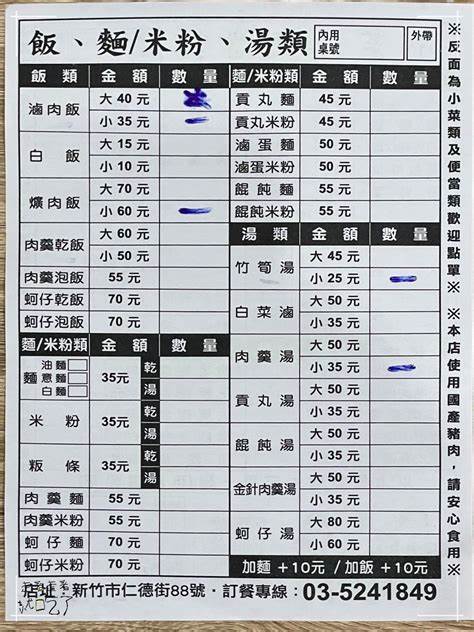 飯、麵/米粉、湯類
內用
桌號
外帶
飯類 金額 數量
滷肉飯 大 40 元
小 35 元
白飯 大 15 元
小 10 元
爌肉飯 大 70 元
小 60 元
肉羹乾飯 大 60 元
小 50 元
肉羹泡飯 55 元
蚵仔乾飯 70 元
蚵仔泡飯 70 元
麵/米粉類 金額 數量
麵 油麵 意麵 白麵 35元 乾 湯
米粉 35元 乾 湯
粄條 35元 乾 湯
肉羹麵 55 元
肉羹米粉 55 元
蚵仔麵 70 元
蚵仔米粉 70 元
麵/米粉類 金額 數量
貢丸麵 45 元
貢丸米粉 45 元
滷蛋麵 50 元
滷蛋米粉 50 元
餛飩麵 55 元
餛飩米粉 55 元
湯類 金額 數量
竹筍湯 大 45 元
小 25 元
白菜滷 大 50 元
小 35 元
肉羹湯 大 50 元
小 35 元
貢丸湯 大 50 元
小 35 元
餛飩湯 大 50 元
小 35 元
金針肉羹湯 大 50 元
小 35 元
蚵仔湯 大 80 元
小 60 元
加麵 +10元 / 加飯 +10元
※反面為小菜類及便當類歡迎點單※
※本店使用國產豬肉，請安心食用※
店址：新竹市仁德街88號・訂餐專線：03-5241849